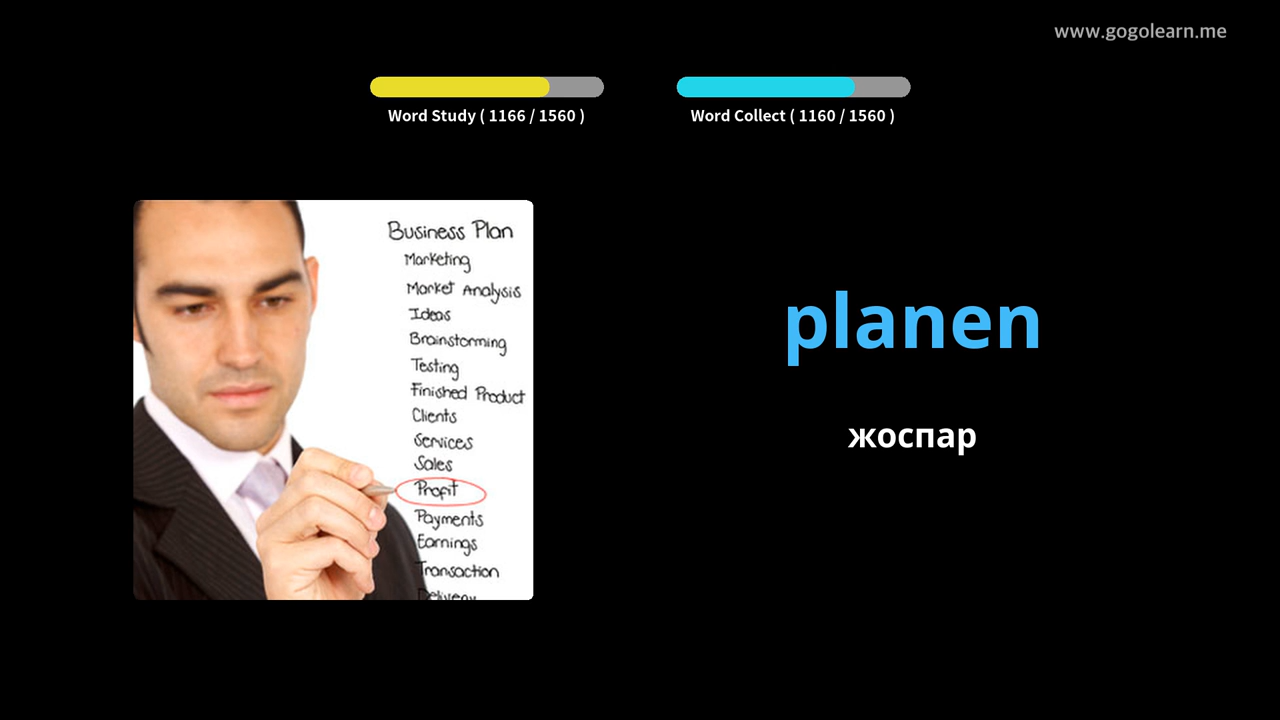 www.gogolearn.me
Word Study ( 1166 / 1560 )
Word Collect ( 1160 / 1560 )
Business Plan
Marketing
Market Analysis
Ideas
Brainstorming
Testing
Finished Product
Clients
Services
Sales
Profit
Payments
Earnings
Transaction
Delivery
planen
жоспар